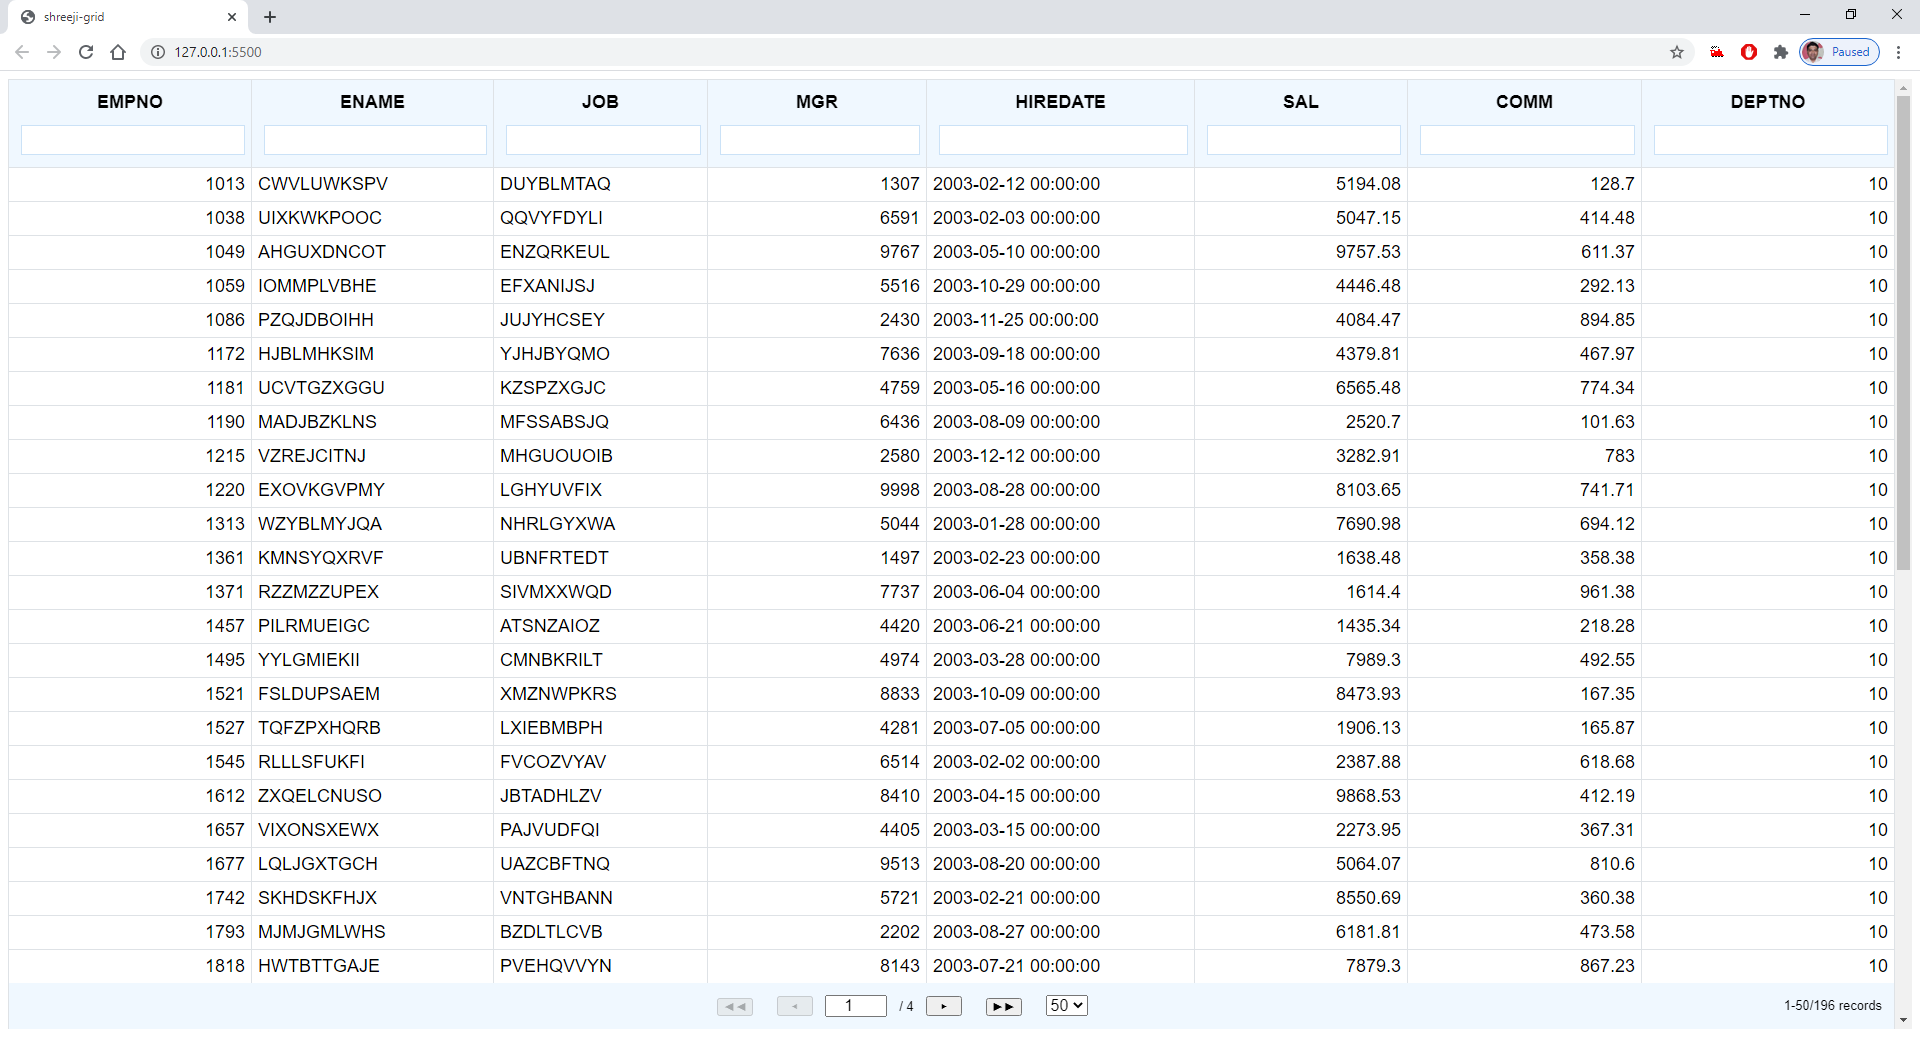 shreeji-grid
127.0.0.1:5500
Paused
EMPNO ENAME JOB MGR HIREDATE SAL COMM DEPTNO
1013 CWVLUWKSPV DUYBLMTAQ 1307 2003-02-12 00:00:00 5194.08 128.7 10
1038 UIXKWKPOOC QQVYFDYLI 6591 2003-02-03 00:00:00 5047.15 414.48 10
1049 AHGUXDNCOT ENZQRKEUL 9767 2003-05-10 00:00:00 9757.53 611.37 10
1059 IOMMPLVBHE EFXANIJSJ 5516 2003-10-29 00:00:00 4446.48 292.13 10
1086 PZQJDBOIHH JUJYHCSEY 2430 2003-11-25 00:00:00 4084.47 894.85 10
1172 HJBLMHKSIM YJHJBYQMO 7636 2003-09-18 00:00:00 4379.81 467.97 10
1181 UCVTGZXGGU KZSPZXGJC 4759 2003-05-16 00:00:00 6565.48 774.34 10
1190 MADJBZKLNS MFSSABSJQ 6436 2003-08-09 00:00:00 2520.7 101.63 10
1215 VZREJCITNJ MHGUOUOIB 2580 2003-12-12 00:00:00 3282.91 783 10
1220 EXOVKGVPMY LGHYUVFIX 9998 2003-08-28 00:00:00 8103.65 741.71 10
1313 WZYBLMYJQA NHRLGYXWA 5044 2003-01-28 00:00:00 7690.98 694.12 10
1361 KMNSYQXRVF UBNFRTEDT 1497 2003-02-23 00:00:00 1638.48 358.38 10
1371 RZZMZZUPEX SIVMXXWQD 7737 2003-06-04 00:00:00 1614.4 961.38 10
1457 PILRMUEIGC ATSNZAIOZ 4420 2003-06-21 00:00:00 1435.34 218.28 10
1495 YYLGMIEKII CMNBKRILT 4974 2003-03-28 00:00:00 7989.3 492.55 10
1521 FSLDUPSAEM XMZNWPKRS 8833 2003-10-09 00:00:00 8473.93 167.35 10
1527 TQFZPXHQRB LXIEBMBPH 4281 2003-07-05 00:00:00 1906.13 165.87 10
1545 RLLLSFUKFI FVCOZVYAV 6514 2003-02-02 00:00:00 2387.88 618.68 10
1612 ZXQELCNUSO JBTADHLZV 8410 2003-04-15 00:00:00 9868.53 412.19 10
1657 VIXONSXEWX PAJVUDFQI 4405 2003-03-15 00:00:00 2273.95 367.31 10
1677 LQLJGXTGCH UAZCBFTNQ 9513 2003-08-20 00:00:00 5064.07 810.6 10
1742 SKHDSKFHJX VNTGHBANN 5721 2003-02-21 00:00:00 8550.69 360.38 10
1793 MJMJGMLWHS BZDLTLCVB 2202 2003-08-27 00:00:00 6181.81 473.58 10
1818 HWTBTTGAJE PVEHQVVYN 8143 2003-07-21 00:00:00 7879.3 867.23 10
1 / 4 50 1-50/196 records